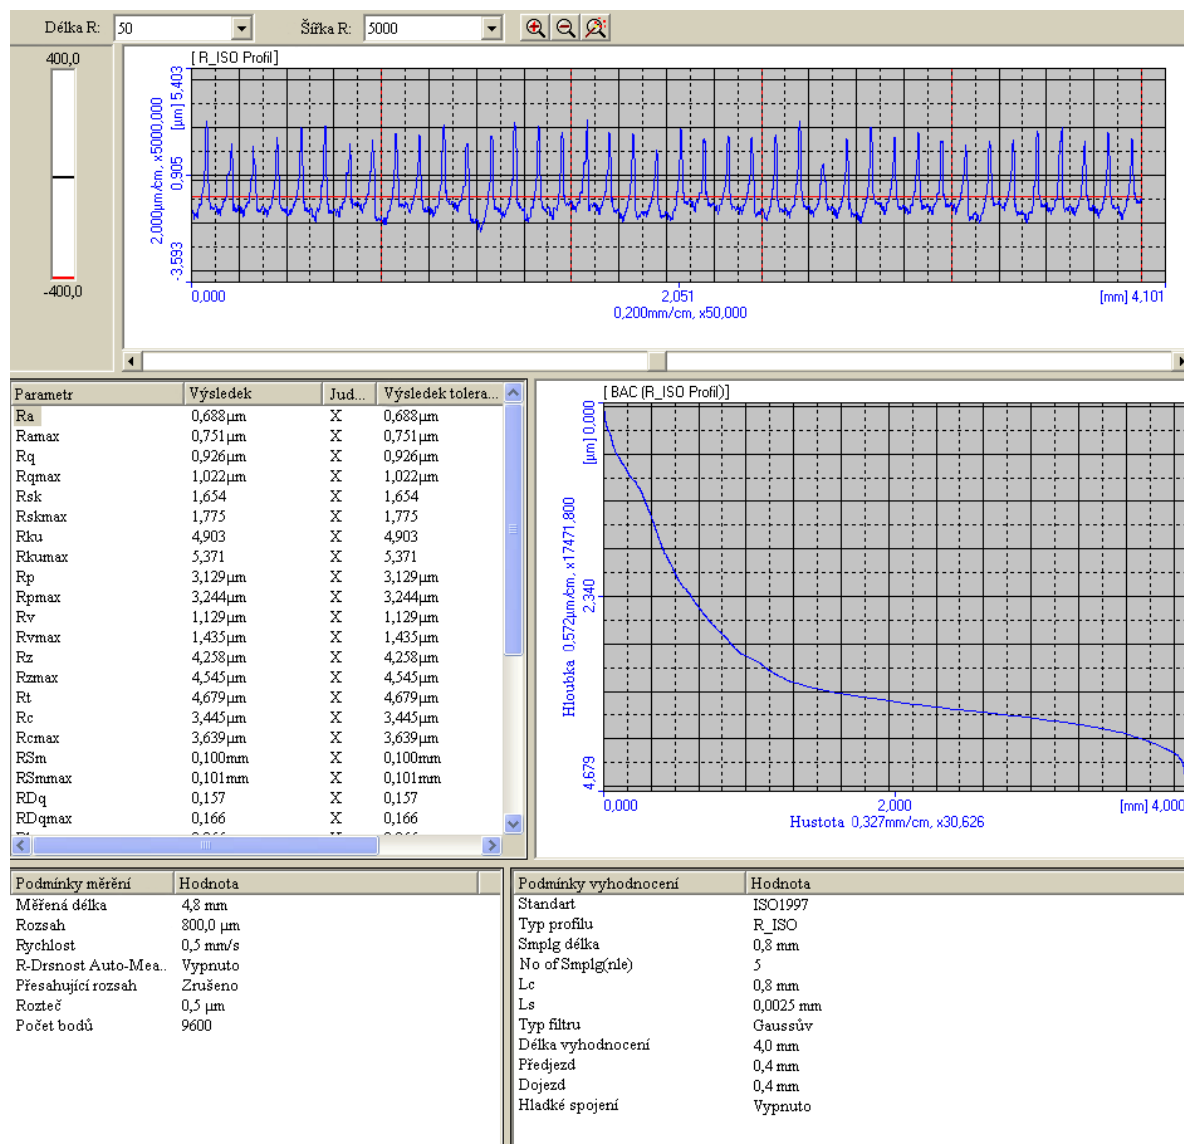 Délka R: 50 Šířka R: 5000
400,0
-400,0
[ R_ISO Profil]
2,000µm/cm, x5000,000
[µm] 5,403
0,905
-3,593
0,000 2,051 [mm] 4,101
0,200mm/cm, x50,000
Parametr Výsledek Jud... Výsledek tolera...
Ra 0,688µm X 0,688µm
Ramax 0,751µm X 0,751µm
Rq 0,926µm X 0,926µm
Rqmax 1,022µm X 1,022µm
Rsk 1,654 X 1,654
Rskmax 1,775 X 1,775
Rku 4,903 X 4,903
Rkumax 5,371 X 5,371
Rp 3,129µm X 3,129µm
Rpmax 3,244µm X 3,244µm
Rv 1,129µm X 1,129µm
Rvmax 1,435µm X 1,435µm
Rz 4,258µm X 4,258µm
Rzmax 4,545µm X 4,545µm
Rt 4,679µm X 4,679µm
Rc 3,445µm X 3,445µm
Rcmax 3,639µm X 3,639µm
RSm 0,100mm X 0,100mm
RSmmax 0,101mm X 0,101mm
RDq 0,157 X 0,157
RDqmax 0,166 X 0,166
[ BAC (R_ISO Profil)]
Hloubka 0,572µm/cm, x17471,800
[µm] 0,000
2,340
4,679
0,000 2,000 [mm] 4,000
Hustota 0,327mm/cm, x30,626
Podmínky měření Hodnota
Měřená délka 4,8 mm
Rozsah 800,0 µm
Rychlost 0,5 mm/s
R-Drsnost Auto-Mea.. Vypnuto
Přesahující rozsah Zrušeno
Rozteč 0,5 µm
Počet bodů 9600
Podmínky vyhodnocení Hodnota
Standart ISO1997
Typ profilu R_ISO
Smplg délka 0,8 mm
No of Smplg(nle) 5
Lc 0,8 mm
Ls 0,0025 mm
Typ filtru Gaussův
Délka vyhodnocení 4,0 mm
Předjezd 0,4 mm
Dojezd 0,4 mm
Hladké spojení Vypnuto